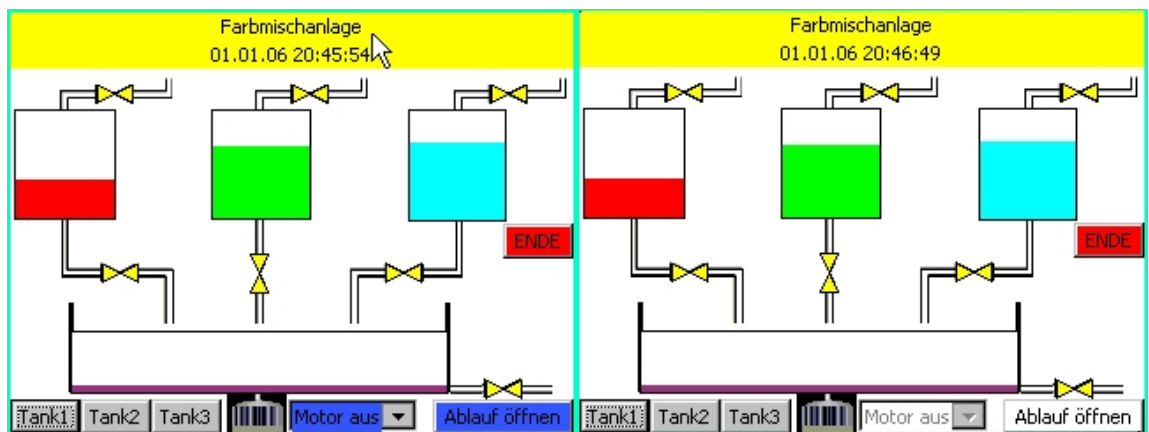 Farbmischanlage
01.01.06 20:45:54
ENDE
Tank1 Tank2 Tank3 Motor aus Ablauf öffnen
Farbmischanlage
01.01.06 20:46:49
ENDE
Tank1 Tank2 Tank3 Motor aus Ablauf öffnen